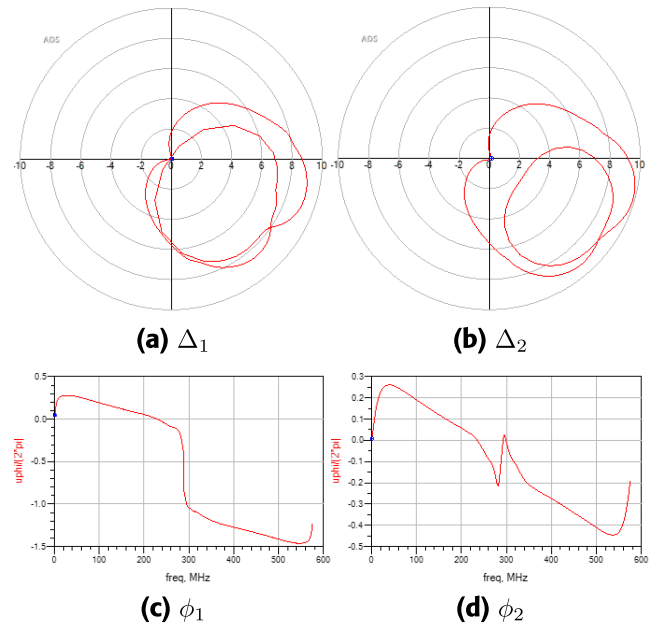 ADS
ADS
-10 -8 -6 -4 -2 0 2 4 6 8 10
-10 -8 -6 -4 -2 0 2 4 6 8 10
(a) Δ₁
(b) Δ₂
0.5
0.0
-0.5
-1.0
-1.5
uphi[2*pi]
0 100 200 300 400 500 600
freq, MHz
0.3
0.2
0.1
0.0
-0.1
-0.2
-0.3
-0.4
-0.5
uphi[2*pi]
0 100 200 300 400 500 600
freq, MHz
(c) ϕ₁
(d) ϕ₂